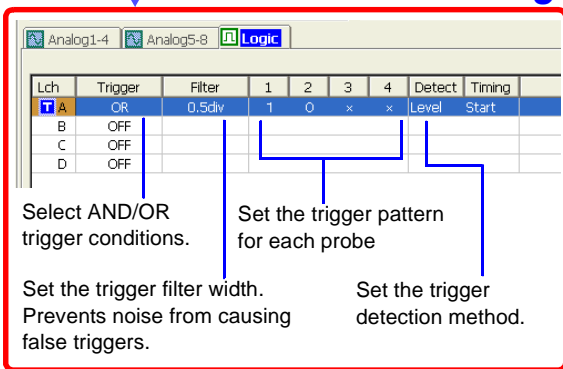 Analog1-4 Analog5-8 Logic
Lch Trigger Filter 1 2 3 4 Detect Timing
T A OR 0.5div 1 0 × × Level Start
B OFF
C OFF
D OFF
Select AND/OR
trigger conditions.
Set the trigger pattern
for each probe
Set the trigger filter width.
Prevents noise from causing
false triggers.
Set the trigger
detection method.